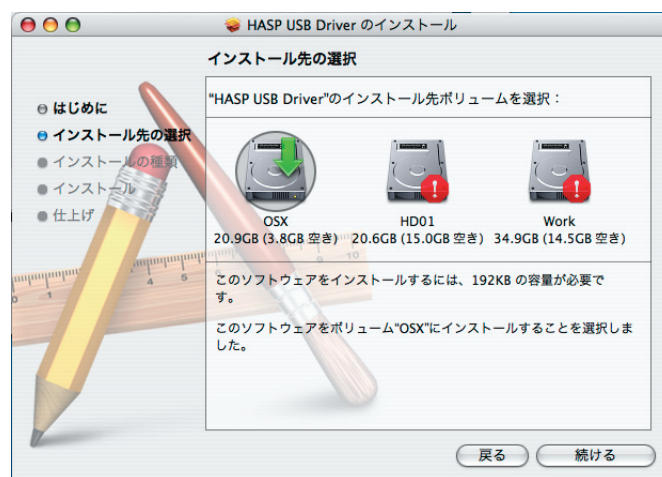 HASP USB Driver のインストール
インストール先の選択
はじめに
インストール先の選択
インストールの種類
インストール
仕上げ
"HASP USB Driver"のインストール先ボリュームを選択：
OSX
20.9GB (3.8GB 空き)
HD01
20.6GB (15.0GB 空き)
Work
34.9GB (14.5GB 空き)
このソフトウェアをインストールするには、192KB の容量が必要で
す。
このソフトウェアをボリューム"OSX"にインストールすることを選択しま
した。
0 1 4 5 9 10
戻る
続ける